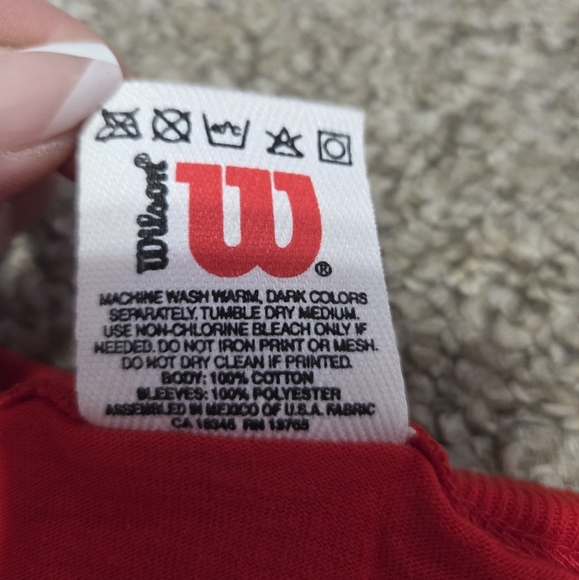 40°C
Wilson®
W®
MACHINE WASH WARM, DARK COLORS
SEPARATELY, TUMBLE DRY MEDIUM.
USE NON-CHLORINE BLEACH ONLY IF
NEEDED. DO NOT IRON PRINT OR MESH.
DO NOT DRY CLEAN IF PRINTED.
BODY: 100% COTTON
SLEEVES: 100% POLYESTER
ASSEMBLED IN MEXICO OF U.S.A. FABRIC
CA RN 13765